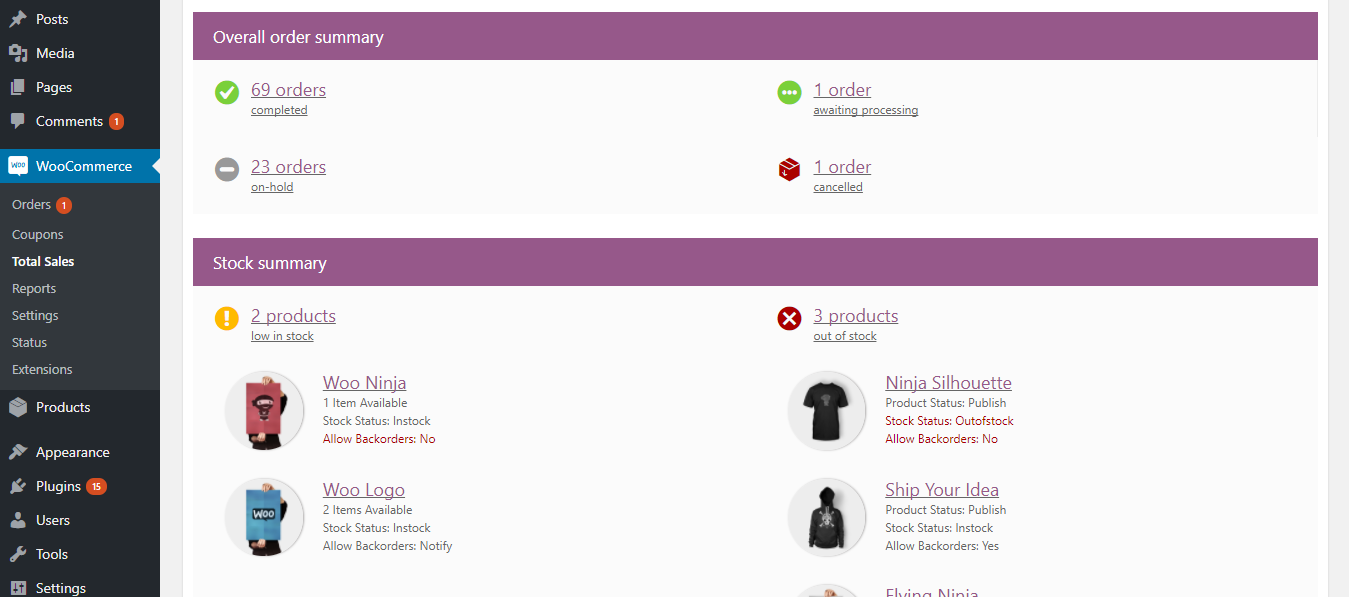 Posts
Media
Pages
Comments 1
WooCommerce
Orders 1
Coupons
Total Sales
Reports
Settings
Status
Extensions
Products
Appearance
Plugins 15
Users
Tools
Settings
Overall order summary
69 orders
completed
1 order
awaiting processing
23 orders
on-hold
1 order
cancelled
Stock summary
2 products
low in stock
Woo Ninja
1 Item Available
Stock Status: Instock
Allow Backorders: No
WOO
Woo Logo
2 Items Available
Stock Status: Instock
Allow Backorders: Notify
3 products
out of stock
Ninja Silhouette
Product Status: Publish
Stock Status: Outofstock
Allow Backorders: No
Ship Your Idea
Product Status: Publish
Stock Status: Instock
Allow Backorders: Yes
Flying Ninja